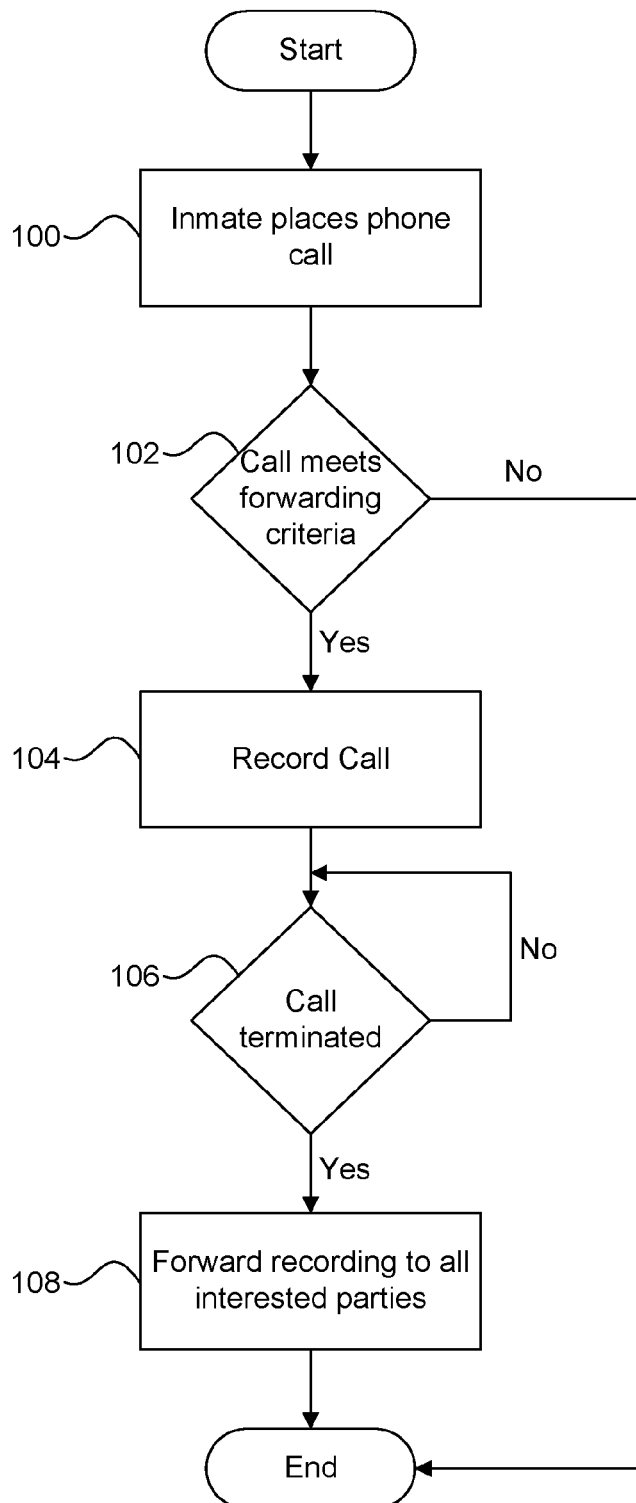 Start
100
Inmate places phone
call
102
Call meets
forwarding
criteria
No
Yes
104
Record Call
106
Call
terminated
No
Yes
108
Forward recording to all
interested parties
End